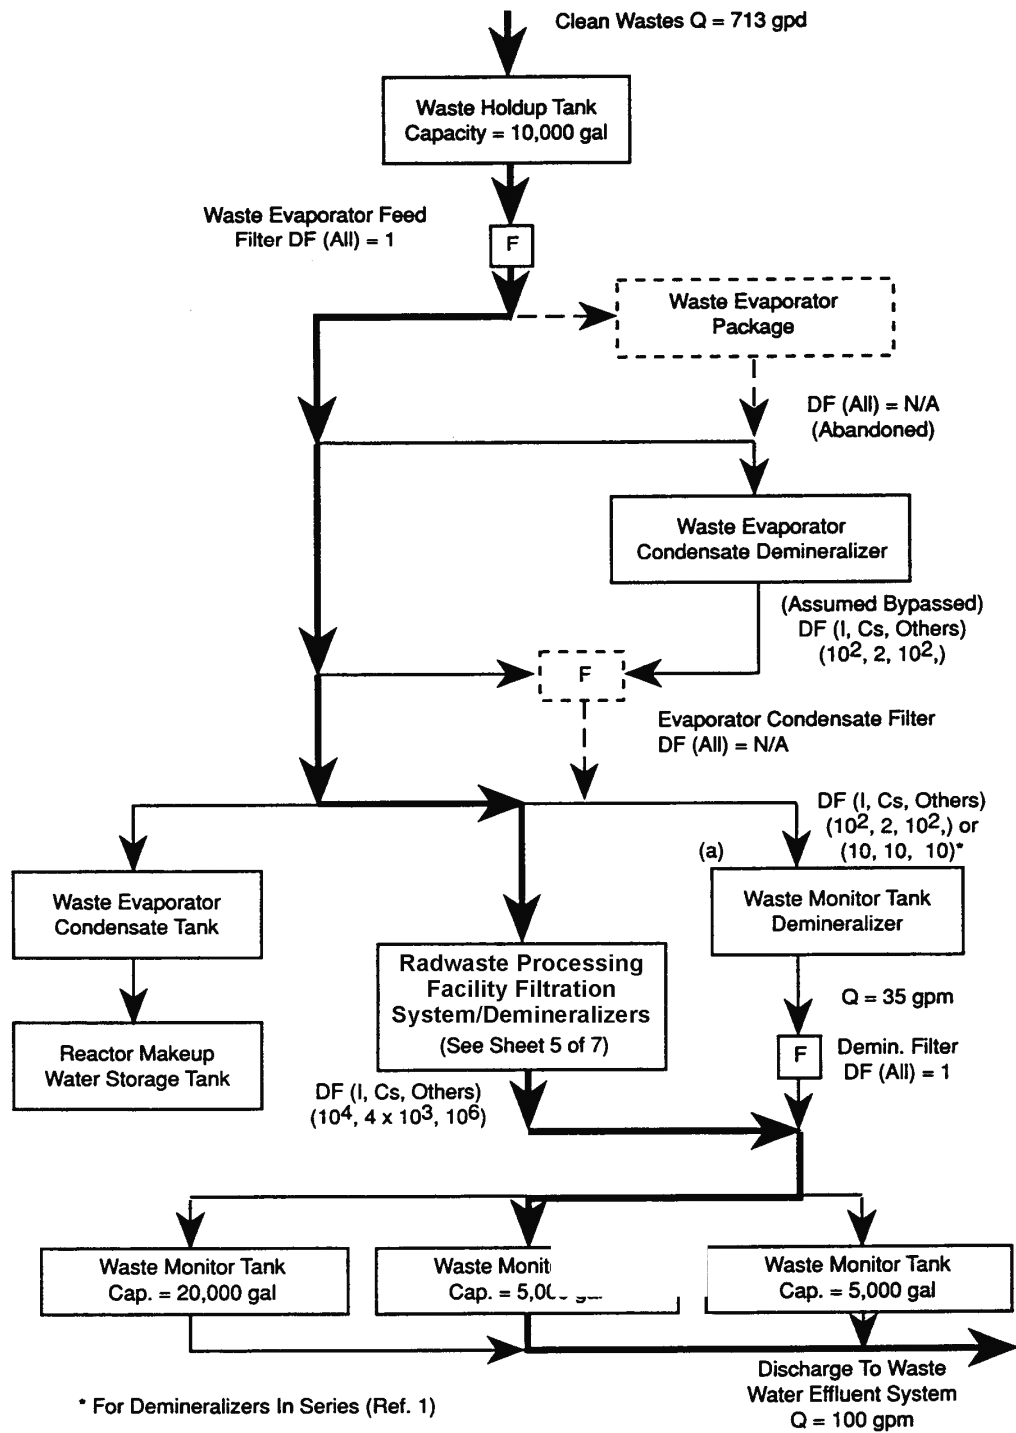 Clean Wastes Q = 713 gpd
Waste Holdup Tank
Capacity = 10,000 gal
Waste Evaporator Feed
Filter DF (All) = 1
F
Waste Evaporator
Package
DF (All) = N/A
(Abandoned)
Waste Evaporator
Condensate Demineralizer
(Assumed Bypassed)
DF (I, Cs, Others)
(10², 2, 10²,)
F
Evaporator Condensate Filter
DF (All) = N/A
DF (I, Cs, Others)
(10², 2, 10²,) or
(10, 10, 10)*
(a)
Waste Evaporator
Condensate Tank
Waste Monitor Tank
Demineralizer
Radwaste Processing
Facility Filtration
System/Demineralizers
(See Sheet 5 of 7)
Q = 35 gpm
F
Demin. Filter
DF (All) = 1
Reactor Makeup
Water Storage Tank
DF (I, Cs, Others)
(10⁴, 4 x 10³, 10⁶)
Waste Monitor Tank
Cap. = 20,000 gal
Waste
Cap. =
Waste Monitor Tank
Cap. = 5,000 gal
Discharge To Waste
Water Effluent System
Q = 100 gpm
* For Demineralizers In Series (Ref. 1)